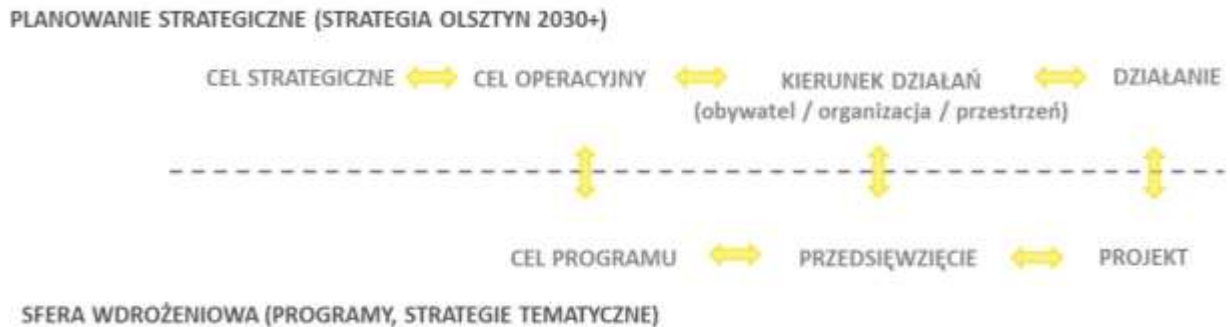 PLANOWANIE STRATEGICZNE (STRATEGIA OLSZTYN 2030+)
CEL STRATEGICZNE CEL OPERACYJNY KIERUNEK DZIAŁAŃ DZIAŁANIE
(obywatel / organizacja / przestrzeń)
CEL PROGRAMU PRZEDSIĘWZIĘCIE PROJEKT
SFERA WDROŻENIOWA (PROGRAMY, STRATEGIE TEMATYCZNE)